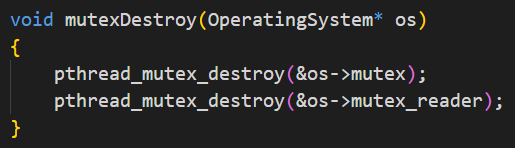 void mutexDestroy(OperatingSystem* os)
{
    pthread_mutex_destroy(&os->mutex);
    pthread_mutex_destroy(&os->mutex_reader);
}